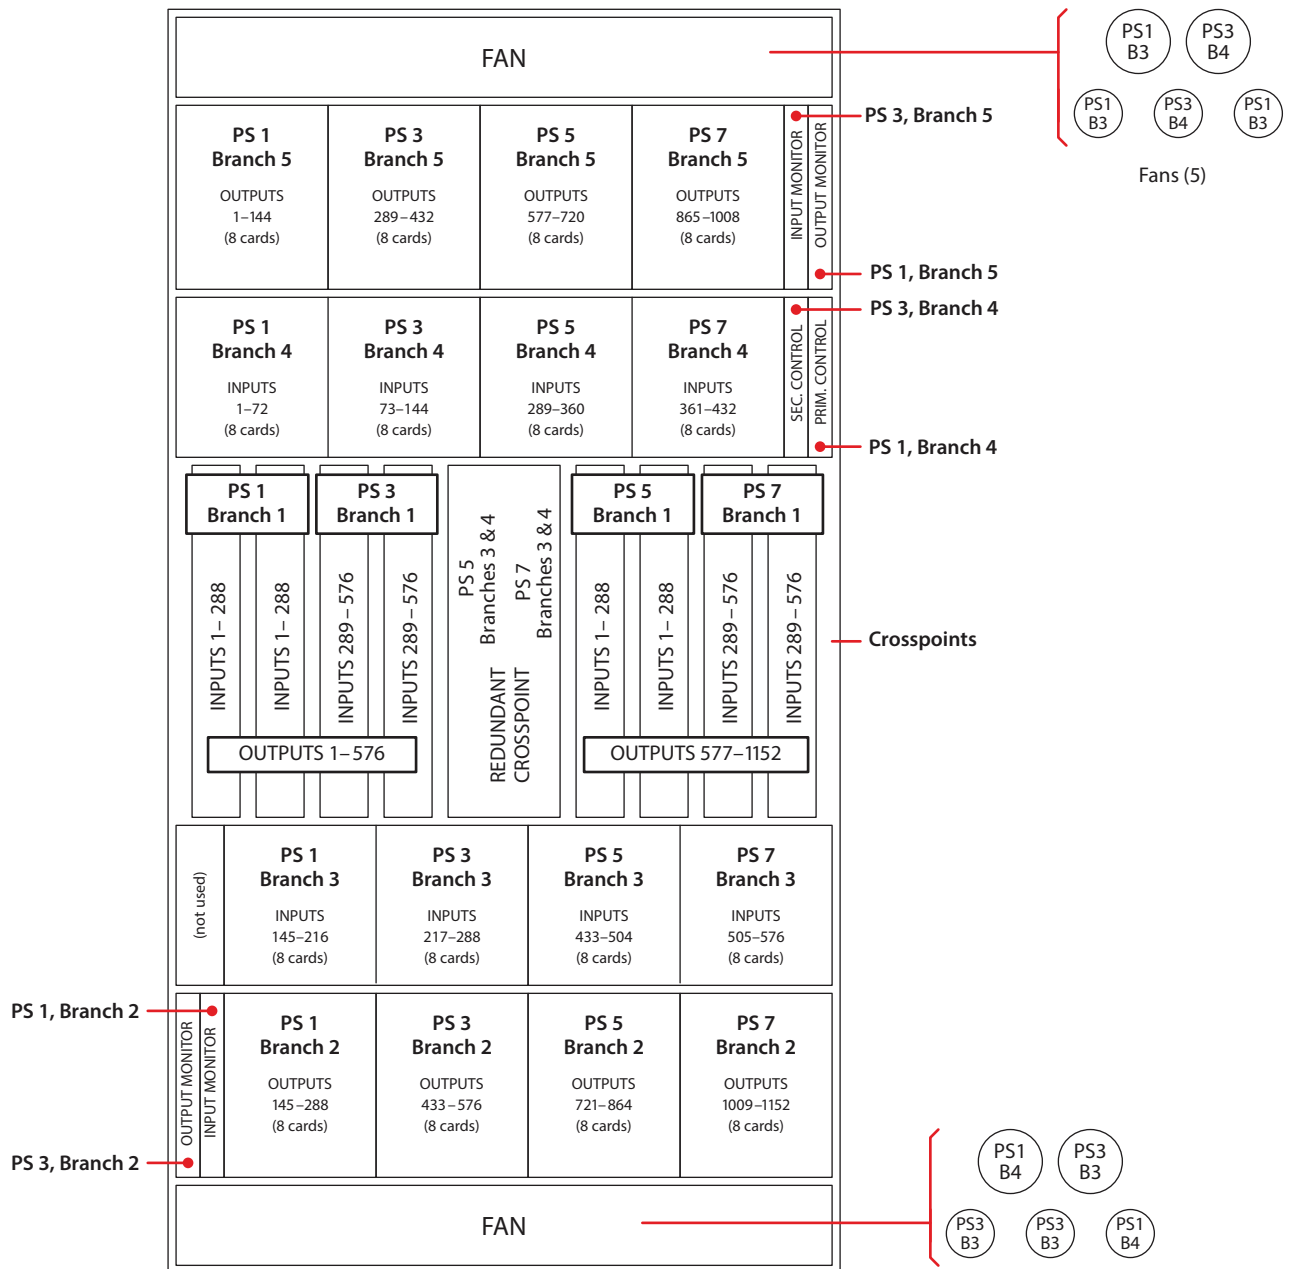 FAN
PS1
B3
PS3
B4
PS1
B3
PS3
B4
PS1
B3
Fans (5)
PS 1
Branch 5
OUTPUTS
1–144
(8 cards)
PS 3
Branch 5
OUTPUTS
289–432
(8 cards)
PS 5
Branch 5
OUTPUTS
577–720
(8 cards)
PS 7
Branch 5
OUTPUTS
865–1008
(8 cards)
INPUT MONITOR
OUTPUT MONITOR
PS 3, Branch 5
PS 1, Branch 5
PS 1
Branch 4
INPUTS
1–72
(8 cards)
PS 3
Branch 4
INPUTS
73–144
(8 cards)
PS 5
Branch 4
INPUTS
289–360
(8 cards)
PS 7
Branch 4
INPUTS
361–432
(8 cards)
SEC. CONTROL
PRIM. CONTROL
PS 3, Branch 4
PS 1, Branch 4
PS 1
Branch 1
PS 3
Branch 1
PS 5
Branch 1
PS 7
Branch 1
INPUTS 1– 288
INPUTS 1– 288
INPUTS 289 – 576
INPUTS 289 – 576
PS 5
Branches 3 & 4
PS 7
Branches 3 & 4
REDUNDANT
CROSSPOINT
INPUTS 1– 288
INPUTS 1– 288
INPUTS 289 – 576
INPUTS 289 – 576
OUTPUTS 1– 576
OUTPUTS 577–1152
Crosspoints
(not used)
PS 1
Branch 3
INPUTS
145–216
(8 cards)
PS 3
Branch 3
INPUTS
217–288
(8 cards)
PS 5
Branch 3
INPUTS
433–504
(8 cards)
PS 7
Branch 3
INPUTS
505–576
(8 cards)
PS 1, Branch 2
PS 3, Branch 2
OUTPUT MONITOR
INPUT MONITOR
PS 1
Branch 2
OUTPUTS
145–288
(8 cards)
PS 3
Branch 2
OUTPUTS
433–576
(8 cards)
PS 5
Branch 2
OUTPUTS
721–864
(8 cards)
PS 7
Branch 2
OUTPUTS
1009–1152
(8 cards)
FAN
PS1
B4
PS3
B3
PS3
B3
PS3
B3
PS1
B4